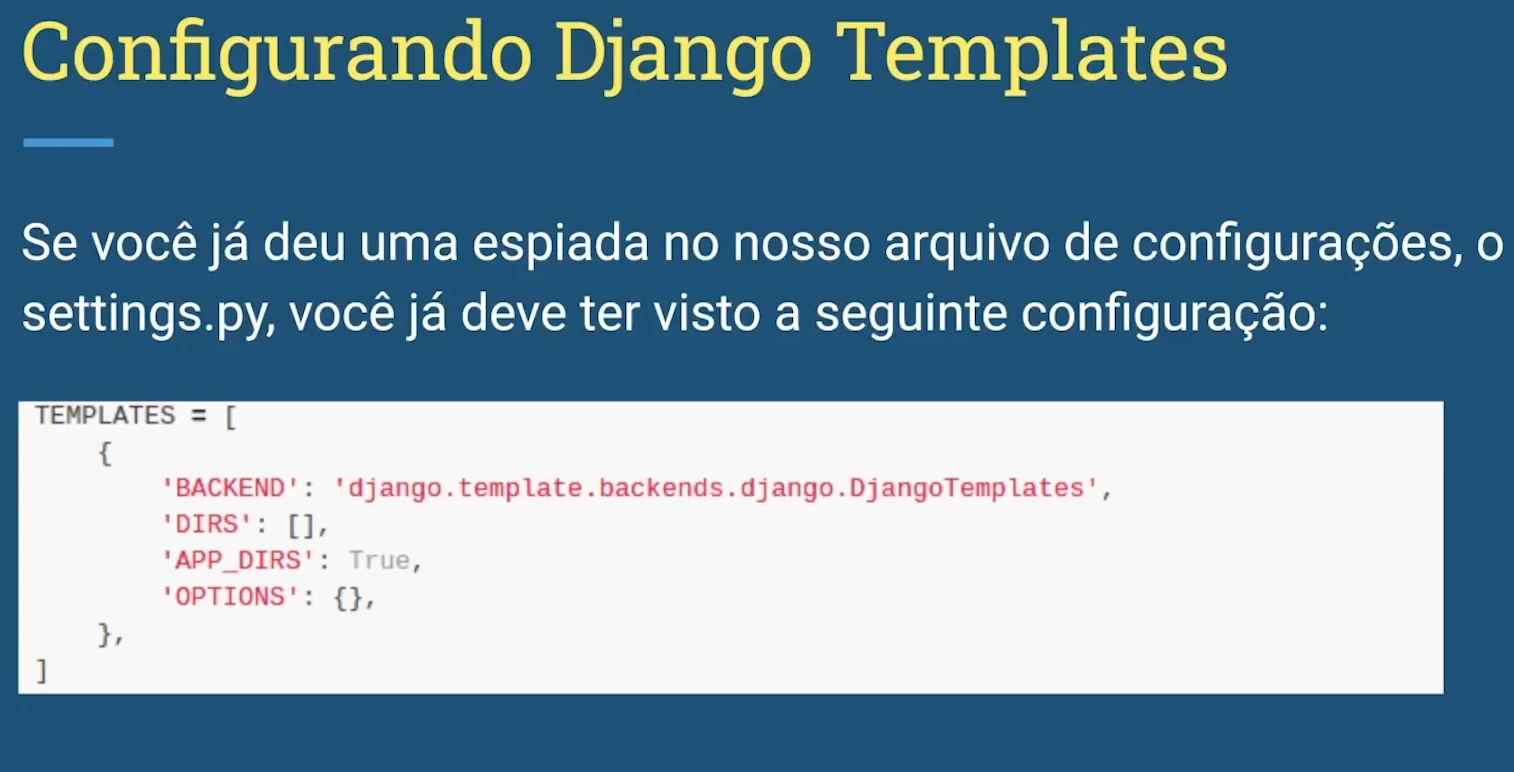 Configurando Django Templates
Se você já deu uma espiada no nosso arquivo de configurações, o
settings.py, você já deve ter visto a seguinte configuração:
TEMPLATES = [
    {
        'BACKEND': 'django.template.backends.django.DjangoTemplates',
        'DIRS': [],
        'APP_DIRS': True,
        'OPTIONS': {},
    },
]